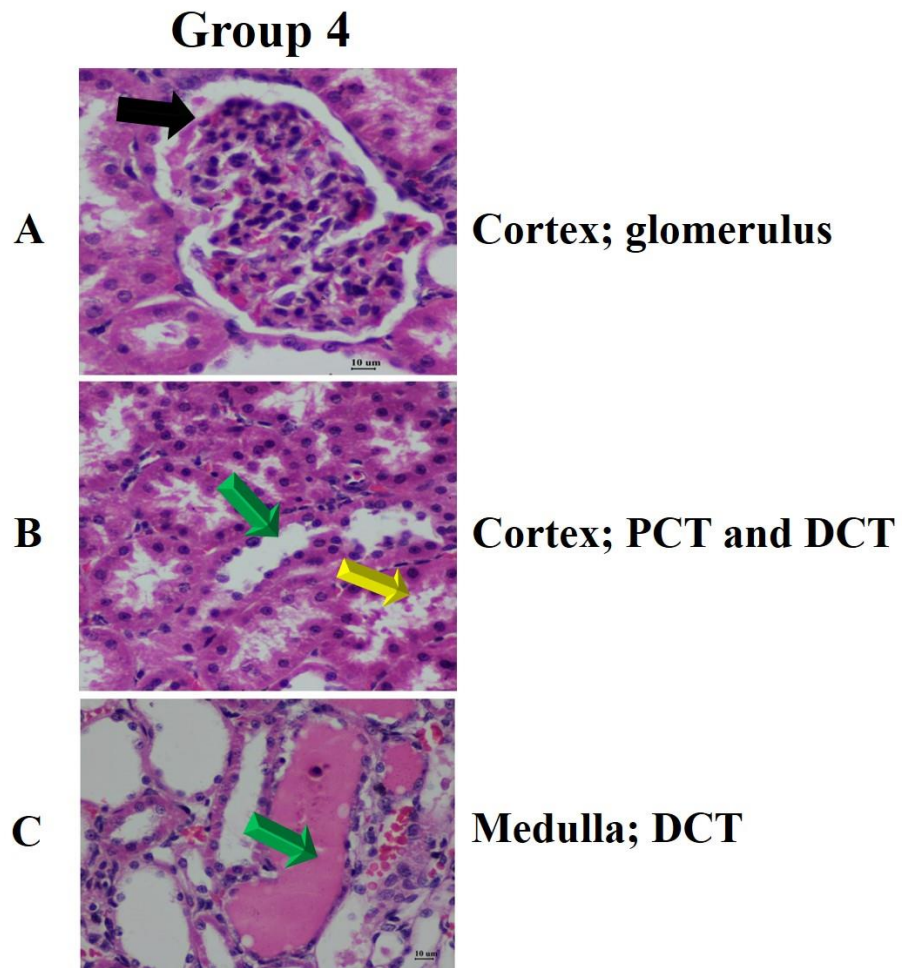 Group 4
A
Cortex; glomerulus
10 um
B
Cortex; PCT and DCT
C
Medulla; DCT
10 um